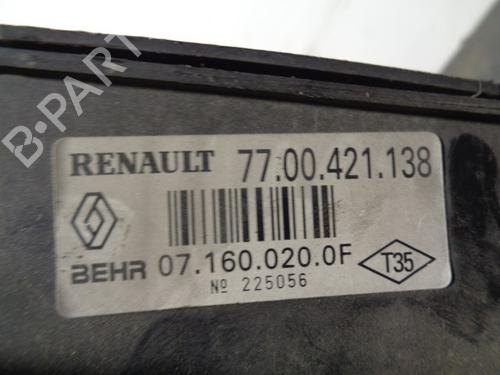 B-PARTS
RENAULT 77.00.421.138
BEHR 07.160.020.0F
T35
Nº 225056